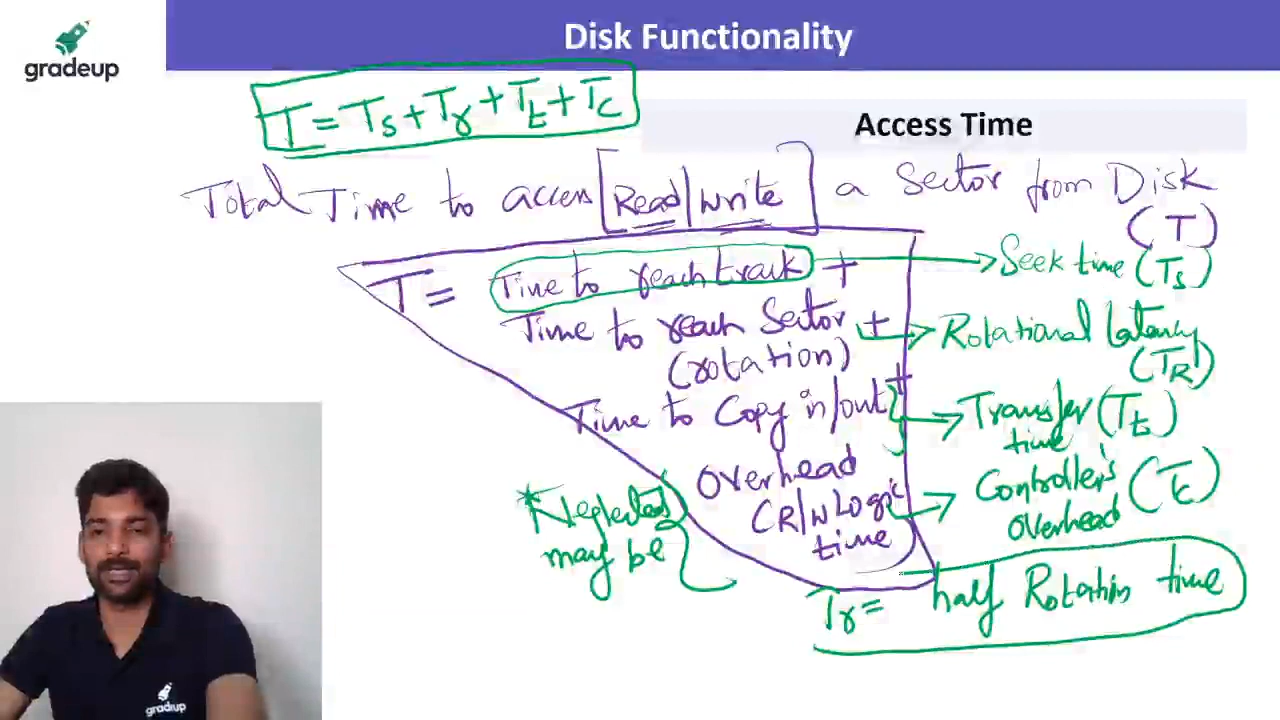 Disk Functionality
gradeup
T = Ts + Tr + Tt + Tc
Access Time
Total Time to access [Read/write] a Sector from Disk
(T)
T = Time to reach track + → Seek time (Ts)
Time to reach Sector + → Rotational latency
(rotation) (TR)
+
Time to Copy in/out → Transfer (Tt)
time
Overhead → Controller's (Tc)
CR/W Logic overhead
time
*Neglected
may be
Tr = half Rotation time
gradeup